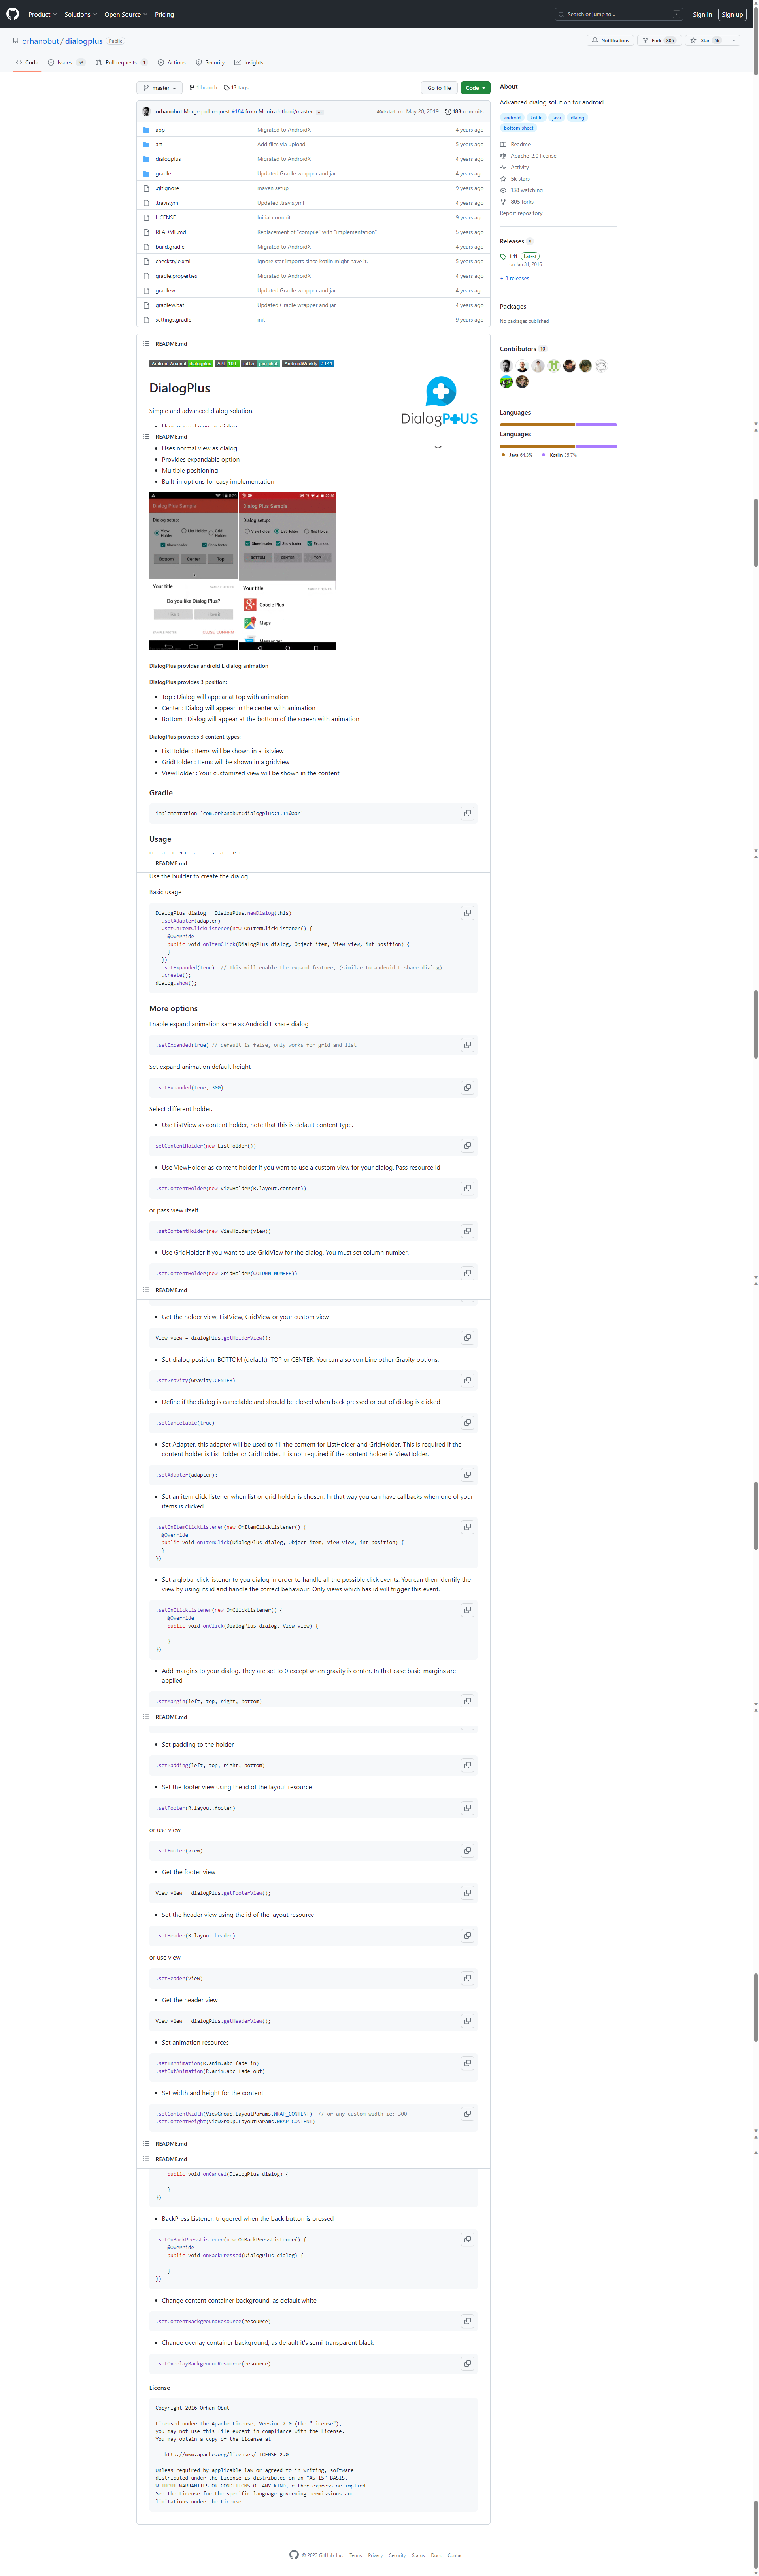 Product Solutions Open Source Pricing
Search or jump to... /
Sign in Sign up
orhanobut / dialogplus Public
Notifications Fork 805 Star 5k
Code Issues 53 Pull requests 1 Actions Security Insights
master 1 branch 13 tags Go to file Code
orhanobut Merge pull request #184 from MonikaJethani/master ... on May 28, 2019 183 commits
app Migrated to AndroidX 4 years ago
art Add files via upload 5 years ago
dialogplus Migrated to AndroidX 4 years ago
gradle Updated Gradle wrapper and jar 4 years ago
.gitignore maven setup 9 years ago
.travis.yml Updated .travis.yml 4 years ago
LICENSE Initial commit 9 years ago
README.md Replacement of "compile" with "implementation" 5 years ago
build.gradle Migrated to AndroidX 4 years ago
checkstyle.xml Ignore star imports since kotlin might have it. 5 years ago
gradle.properties Migrated to AndroidX 4 years ago
gradlew Updated Gradle wrapper and jar 4 years ago
gradlew.bat Updated Gradle wrapper and jar 4 years ago
settings.gradle init 9 years ago
About
Advanced dialog solution for android
android kotlin java dialog
bottom-sheet
Readme
Apache-2.0 license
Activity
5k stars
138 watching
805 forks
Report repository
Releases 9
1.11 Latest
on Jan 31, 2016
+ 8 releases
Packages
No packages published
Contributors 10
Languages
Languages
Java 64.3% Kotlin 35.7%
README.md
Android Arsenal dialogplus API 10+ gitter join chat AndroidWeekly #144
DialogPlus
DialogPLUS
Simple and advanced dialog solution.
Uses normal view as dialog
README.md
Uses normal view as dialog
Provides expandable option
Multiple positioning
Built-in options for easy implementation
Dialog Plus Sample
Dialog setup:
View Holder List Holder Grid Holder
Show header Show footer
Bottom Center Top
Your title
Do you like Dialog Plus?
CLOSE CONFIRM
Dialog Plus Sample
Dialog setup:
ViewHolder ListHolder GridHolder
Show header Show footer Expanded
BOTTOM CENTER TOP
Your title
Google Plus
Maps
Messenger
DialogPlus provides android L dialog animation
DialogPlus provides 3 position:
Top : Dialog will appear at top with animation
Center : Dialog will appear in the center with animation
Bottom : Dialog will appear at the bottom of the screen with animation
DialogPlus provides 3 content types:
ListHolder : Items will be shown in a listview
GridHolder : Items will be shown in a gridview
ViewHolder : Your customized view will be shown in the content
Gradle
implementation 'com.orhanobut:dialogplus:1.11@aar'
Usage
README.md
Use the builder to create the dialog.
Basic usage
DialogPlus dialog = DialogPlus.newDialog(this)
.setAdapter(adapter)
.setOnItemClickListener(new OnItemClickListener() {
@Override
public void onItemClick(DialogPlus dialog, Object item, View view, int position) {
}
})
.setExpanded(true) // This will enable the expand feature, (similar to android L share dialog)
.create();
dialog.show();
More options
Enable expand animation same as Android L share dialog
.setExpanded(true) // default is false, only works for grid and list
Set expand animation default height
.setExpanded(true, 300)
Select different holder.
Use ListView as content holder, note that this is default content type.
setContentHolder(new ListHolder())
Use ViewHolder as content holder if you want to use a custom view for your dialog. Pass resource id
.setContentHolder(new ViewHolder(R.layout.content))
or pass view itself
.setContentHolder(new ViewHolder(view))
Use GridHolder if you want to use GridView for the dialog. You must set column number.
.setContentHolder(new GridHolder(COLUMN_NUMBER))
README.md
Get the holder view, ListView, GridView or your custom view
View view = dialogPlus.getHolderView();
Set dialog position. BOTTOM (default), TOP or CENTER. You can also combine other Gravity options.
.setGravity(Gravity.CENTER)
Define if the dialog is cancelable and should be closed when back pressed or out of dialog is clicked
.setCancelable(true)
Set Adapter, this adapter will be used to fill the content for ListHolder and GridHolder. This is required if the
content holder is ListHolder or GridHolder. It is not required if the content holder is ViewHolder.
.setAdapter(adapter);
Set an item click listener when list or grid holder is chosen. In that way you can have callbacks when one of your
items is clicked
.setOnItemClickListener(new OnItemClickListener() {
@Override
public void onItemClick(DialogPlus dialog, Object item, View view, int position) {
}
})
Set a global click listener to you dialog in order to handle all the possible click events. You can then identify the
view by using its id and handle the correct behaviour. Only views which has id will trigger this event.
.setOnClickListener(new OnClickListener() {
@Override
public void onClick(DialogPlus dialog, View view) {
}
})
Add margins to your dialog. They are set to 0 except when gravity is center. In that case basic margins are
applied
.setMargin(left, top, right, bottom)
README.md
Set padding to the holder
.setPadding(left, top, right, bottom)
Set the footer view using the id of the layout resource
.setFooter(R.layout.footer)
or use view
.setFooter(view)
Get the footer view
View view = dialogPlus.getFooterView();
Set the header view using the id of the layout resource
.setHeader(R.layout.header)
or use view
.setHeader(view)
Get the header view
View view = dialogPlus.getHeaderView();
Set animation resources
.setInAnimation(R.anim.abc_fade_in)
.setOutAnimation(R.anim.abc_fade_out)
Set width and height for the content
.setContentWidth(ViewGroup.LayoutParams.WRAP_CONTENT) // or any custom width ie: 300
.setContentHeight(ViewGroup.LayoutParams.WRAP_CONTENT)
README.md
README.md
public void onCancel(DialogPlus dialog) {
}
})
BackPress Listener, triggered when the back button is pressed
.setOnBackPressListener(new OnBackPressListener() {
@Override
public void onBackPressed(DialogPlus dialog) {
}
})
Change content container background, as default white
.setContentBackgroundResource(resource)
Change overlay container background, as default it's semi-transparent black
.setOverlayBackgroundResource(resource)
License
Copyright 2016 Orhan Obut
Licensed under the Apache License, Version 2.0 (the "License");
you may not use this file except in compliance with the License.
You may obtain a copy of the License at
http://www.apache.org/licenses/LICENSE-2.0
Unless required by applicable law or agreed to in writing, software
distributed under the License is distributed on an "AS IS" BASIS,
WITHOUT WARRANTIES OR CONDITIONS OF ANY KIND, either express or implied.
See the License for the specific language governing permissions and
limitations under the License.
© 2023 GitHub, Inc. Terms Privacy Security Status Docs Contact